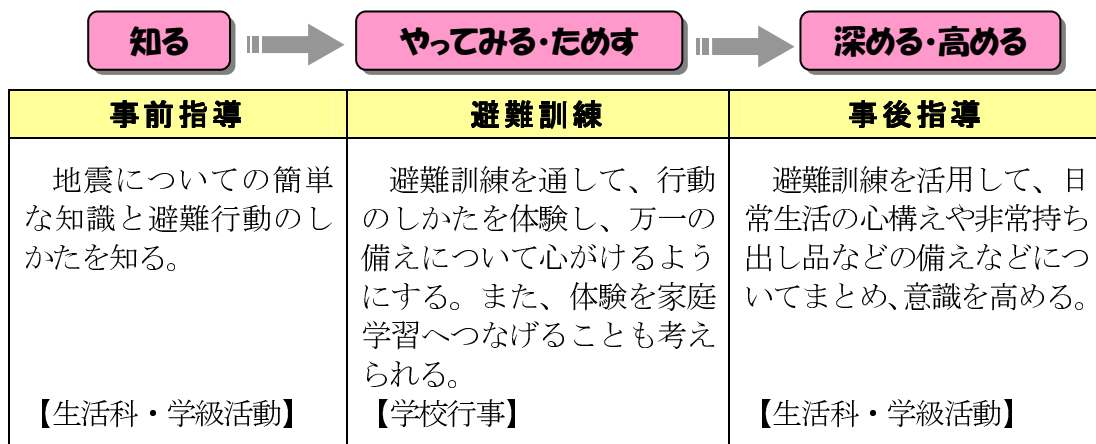 知る
やってみる・ためす
深める・高める
事前指導
避難訓練
事後指導
地震についての簡単
な知識と避難行動のし
かたを知る。
【生活科・学級活動】
避難訓練を通して、行動
のしかたを体験し、万一の
備えについて心がけるよう
にする。また、体験を家庭
学習へつなげることも考え
られる。
【学校行事】
避難訓練を活用して、日
常生活の心構えや非常持ち
出し品などの備えなどにつ
いてまとめ、意識を高める。
【生活科・学級活動】